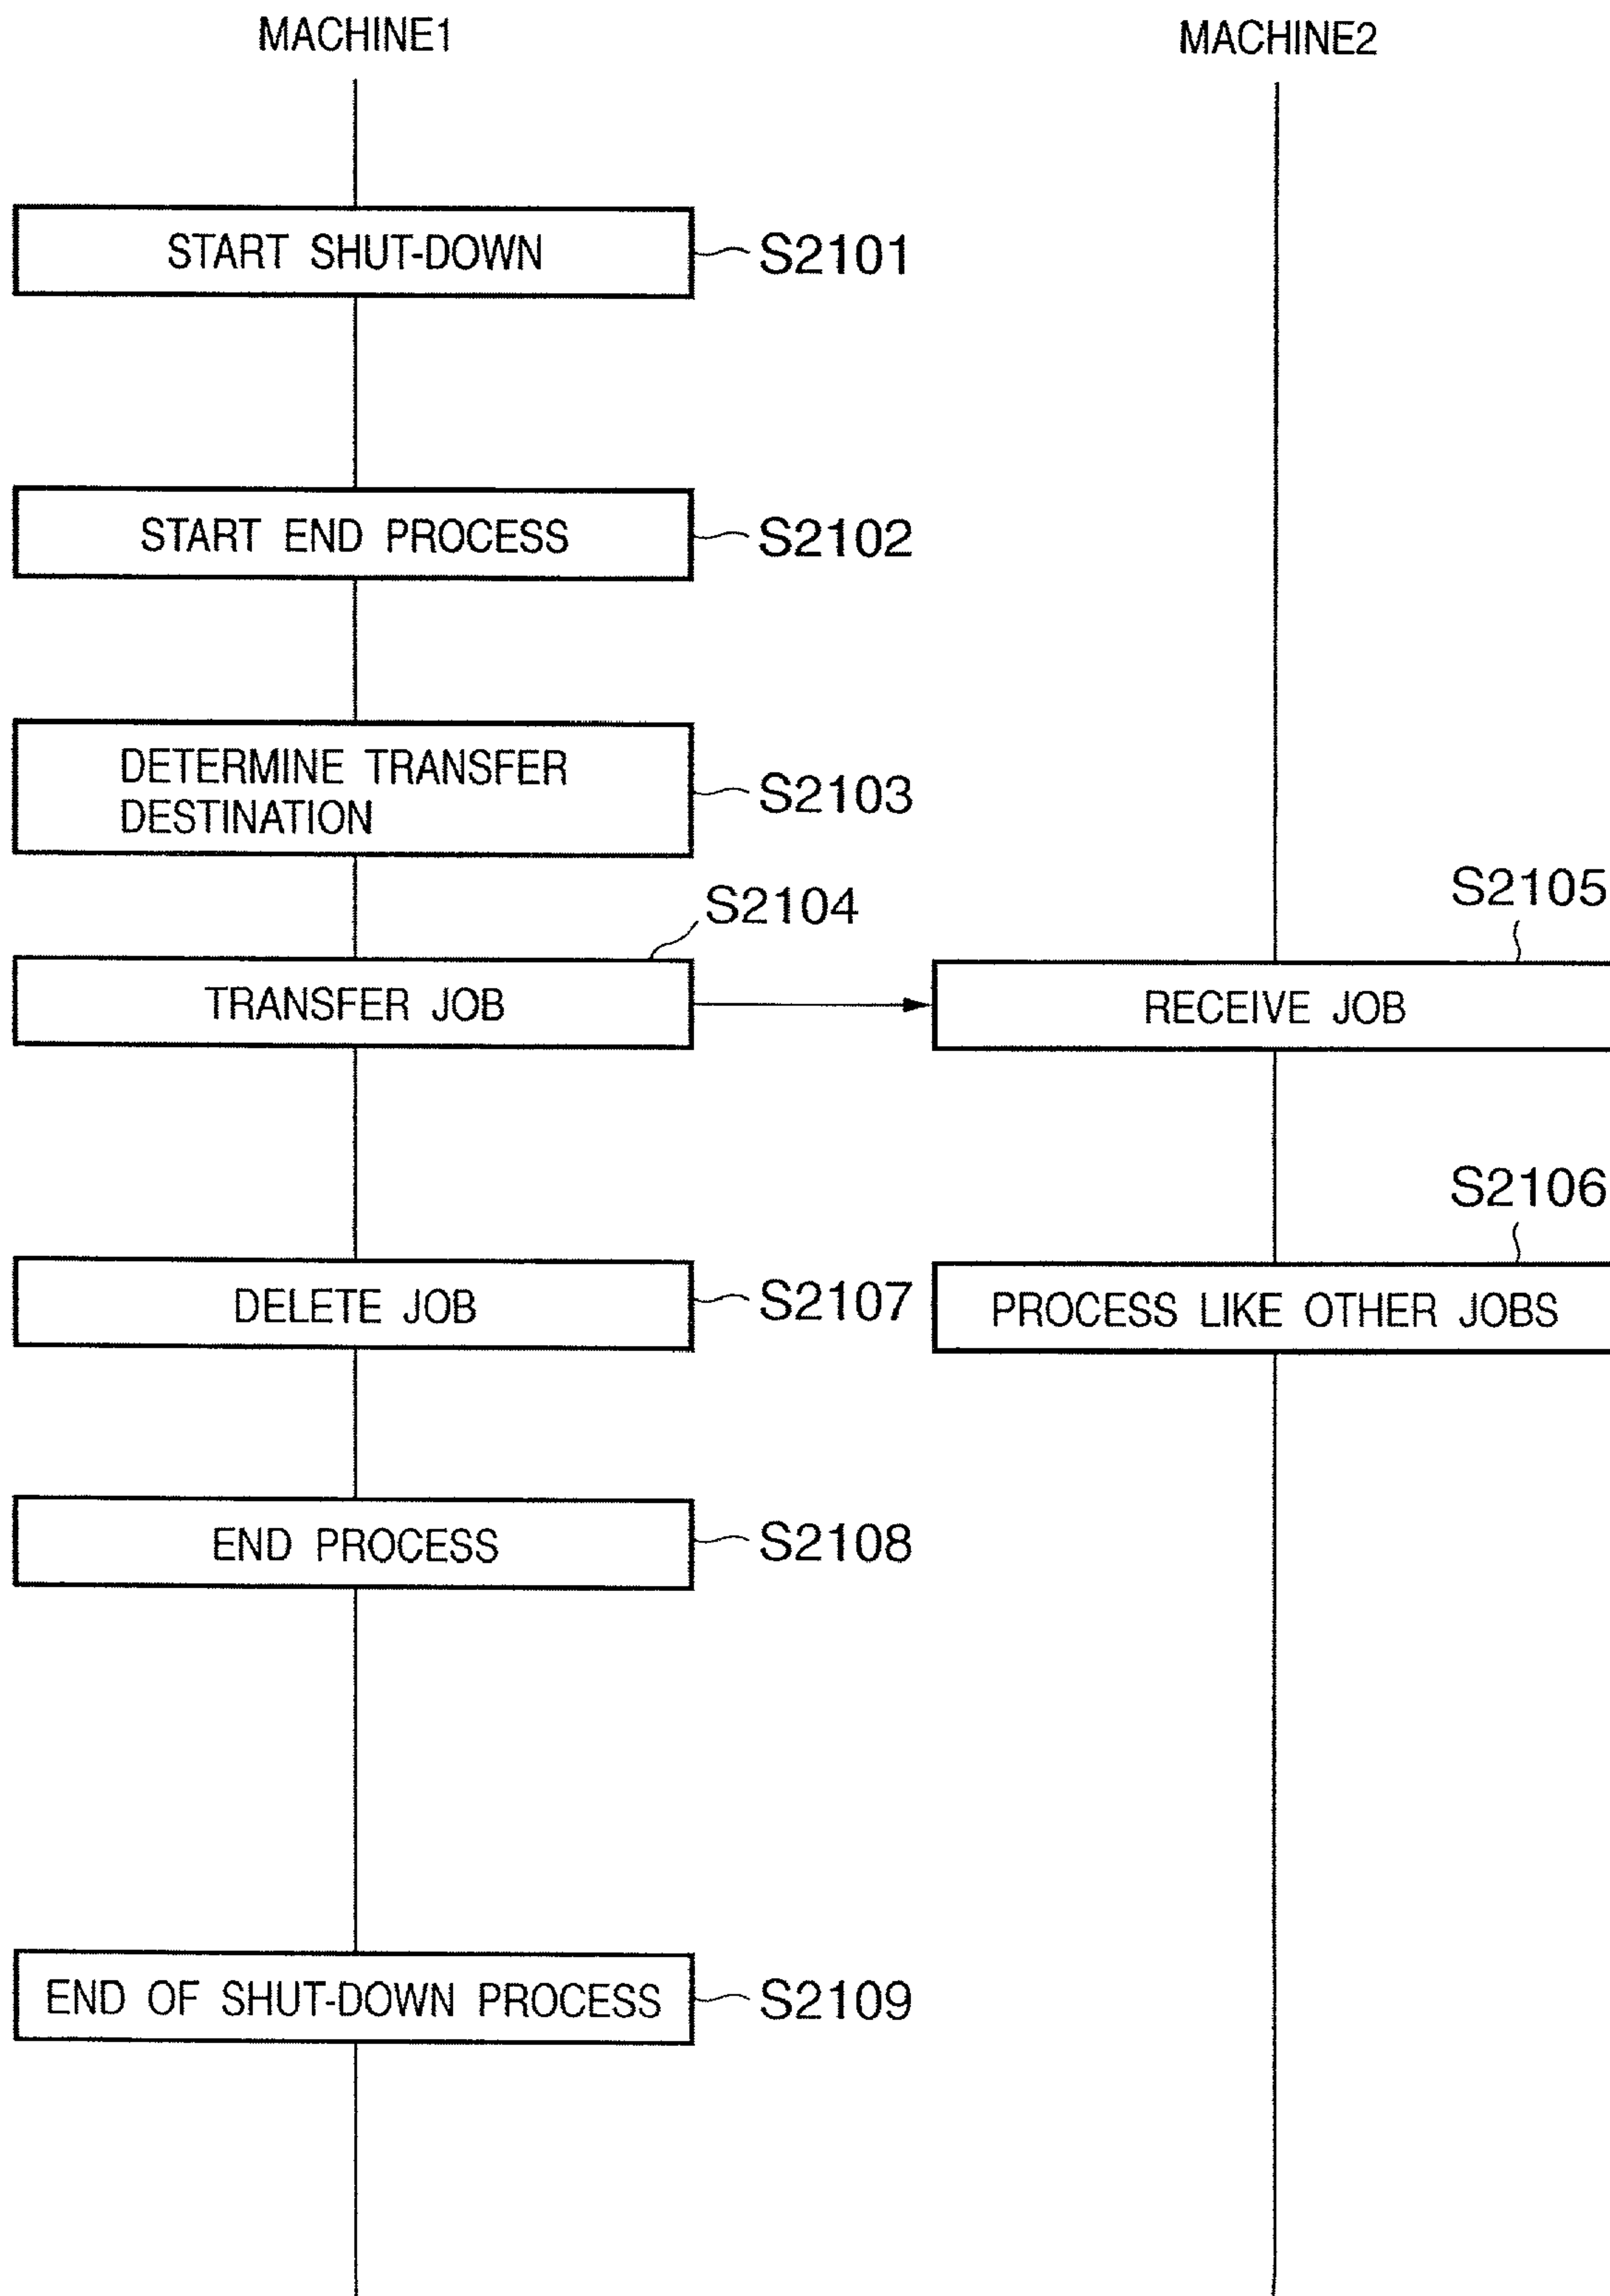 MACHINE1
MACHINE2
START SHUT-DOWN
S2101
START END PROCESS
S2102
DETERMINE TRANSFER
DESTINATION
S2103
S2104
S2105
TRANSFER JOB
RECEIVE JOB
S2106
DELETE JOB
S2107
PROCESS LIKE OTHER JOBS
END PROCESS
S2108
END OF SHUT-DOWN PROCESS
S2109